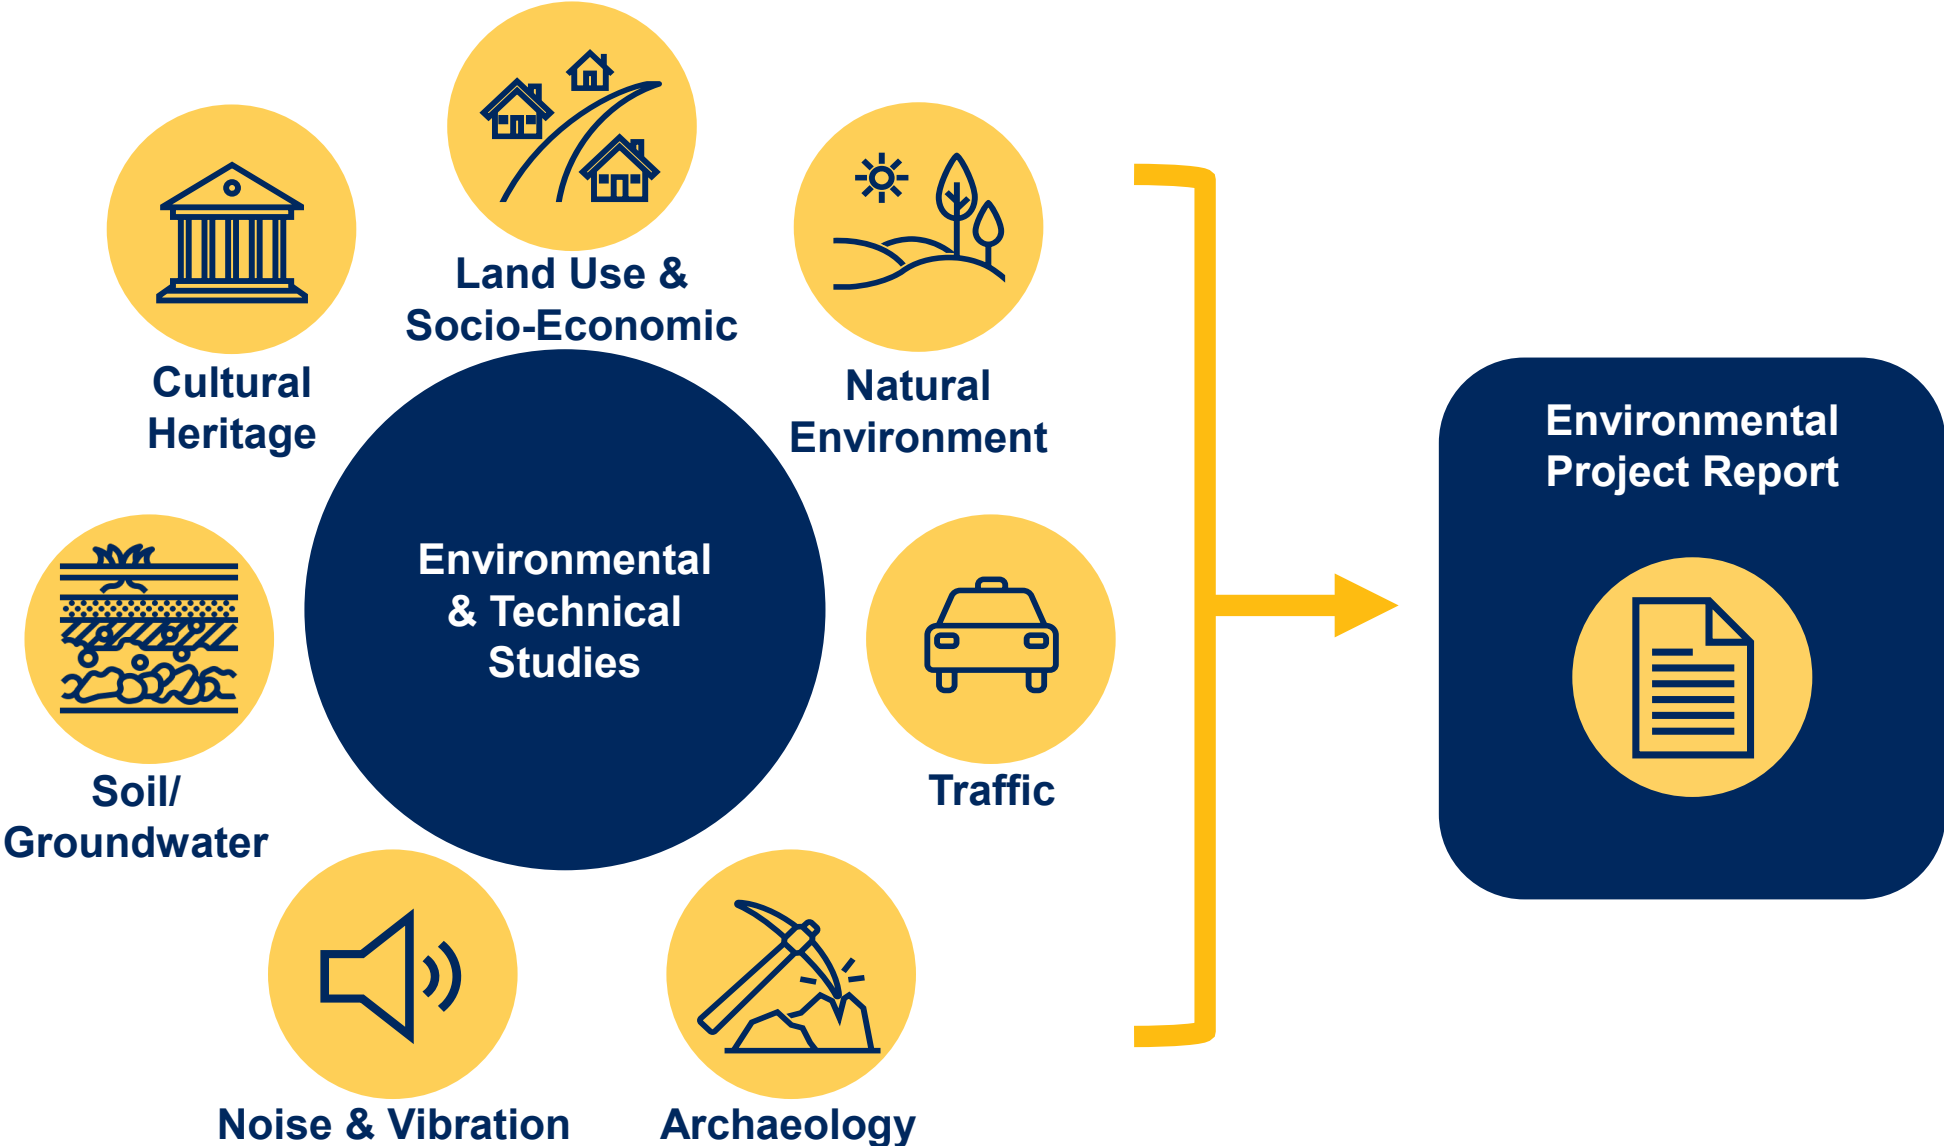 Land Use &
Socio-Economic
Cultural
Heritage
Natural
Environment
Environmental
& Technical
Studies
Soil/
Groundwater
Traffic
Noise & Vibration
Archaeology
Environmental
Project Report